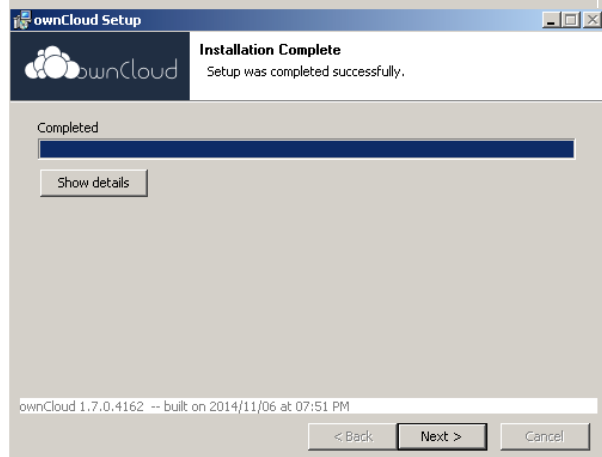 ownCloud Setup
ownCloud
Installation Complete
Setup was completed successfully.
Completed
Show details
ownCloud 1.7.0.4162 -- built on 2014/11/06 at 07:51 PM
< Back
Next >
Cancel